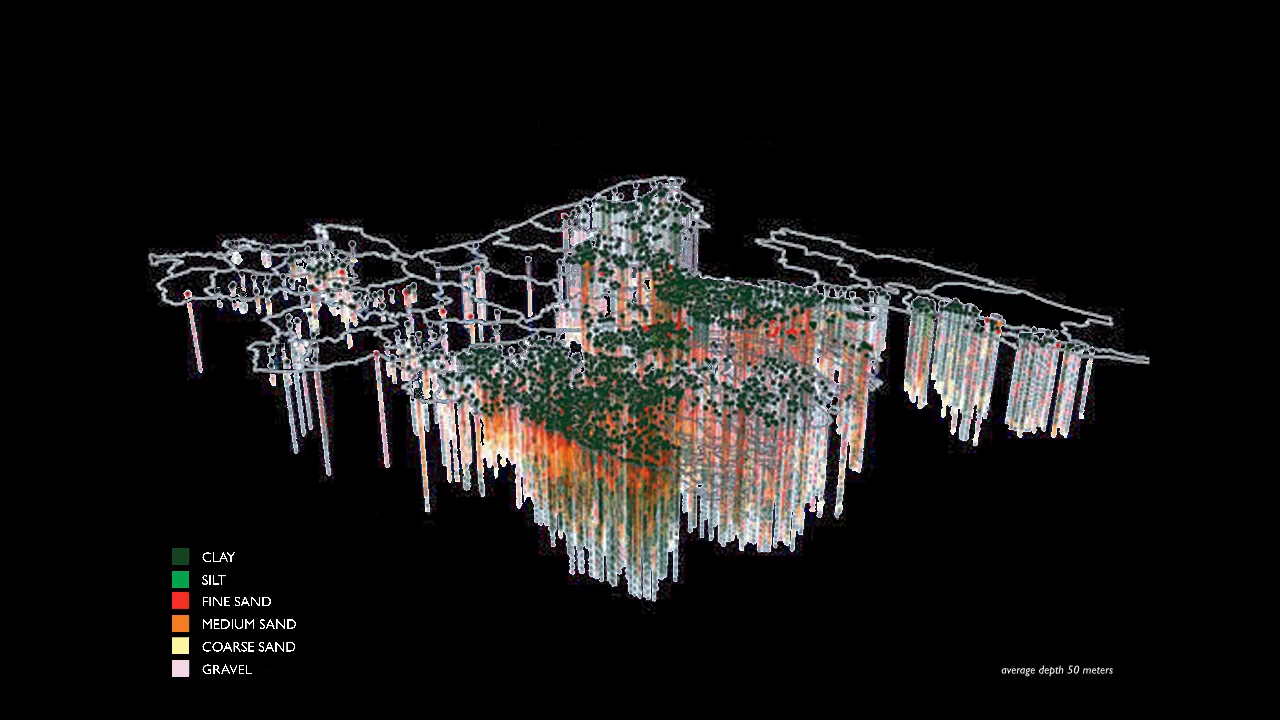 CLAY
SILT
FINE SAND
MEDIUM SAND
COARSE SAND
GRAVEL
average depth 50 meters